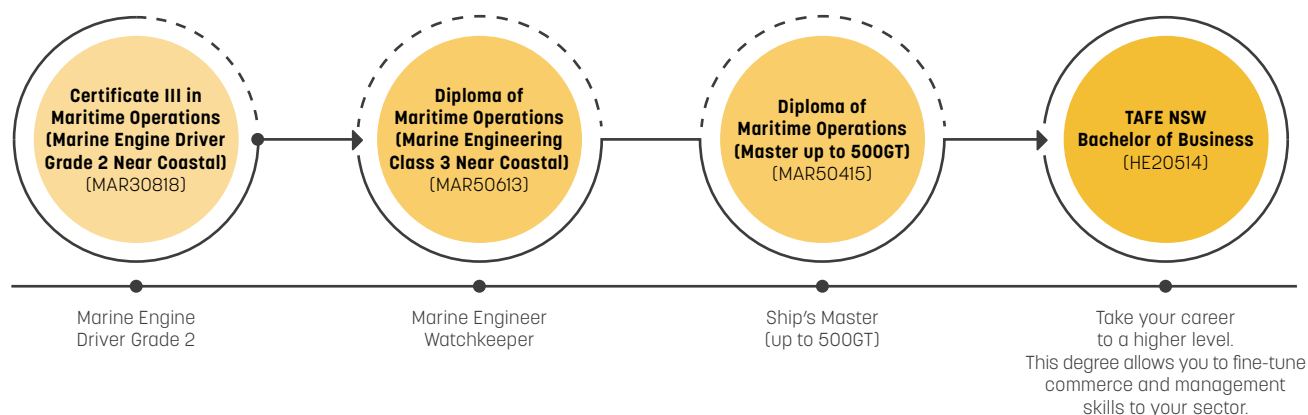 Certificate III in
Maritime Operations
(Marine Engine Driver
Grade 2 Near Coastal)
(MAR30818)
Diploma of
Maritime Operations
(Marine Engineering
Class 3 Near Coastal)
(MAR50613)
Diploma of
Maritime Operations
(Master up to 500GT)
(MAR50415)
TAFE NSW
Bachelor of Business
(HE20514)
Marine Engine
Driver Grade 2
Marine Engineer
Watchkeeper
Ship's Master
(up to 500GT)
Take your career
to a higher level.
This degree allows you to fine-tune
commerce and management
skills to your sector.